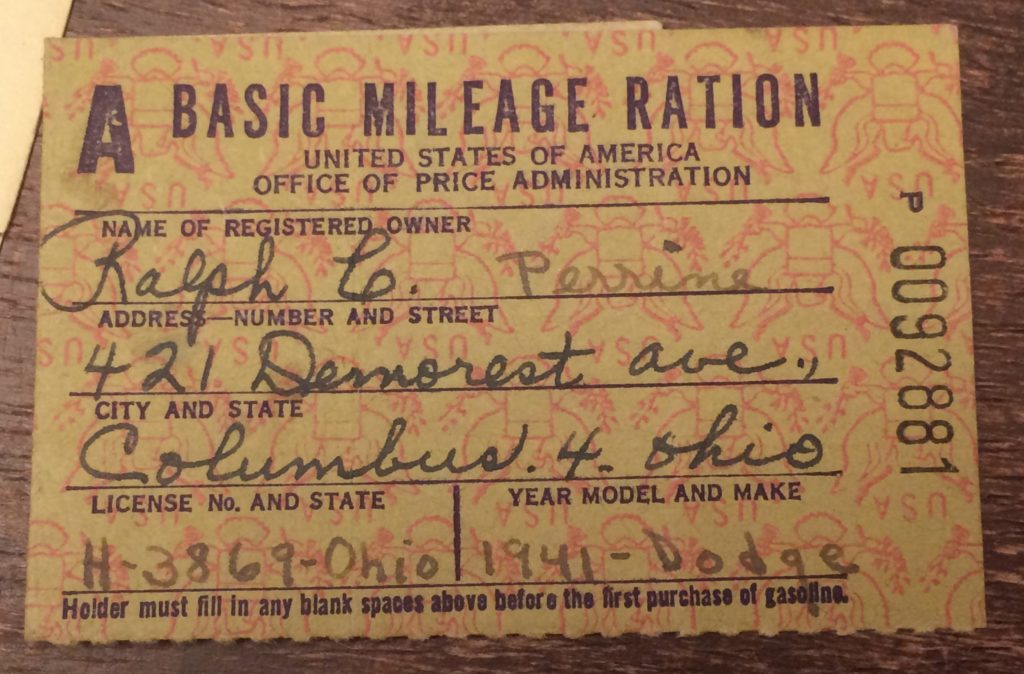 A BASIC MILEAGE RATION
UNITED STATES OF AMERICA
OFFICE OF PRICE ADMINISTRATION
NAME OF REGISTERED OWNER
Ralph C. Perrine
ADDRESS—NUMBER AND STREET
421 Demorest ave.,
CITY AND STATE
Columbus. 4. Ohio
LICENSE No. AND STATE
YEAR MODEL AND MAKE
H-3869-Ohio
1941-Dodge
Holder must fill in any blank spaces above before the first purchase of gasoline.
P 0092881